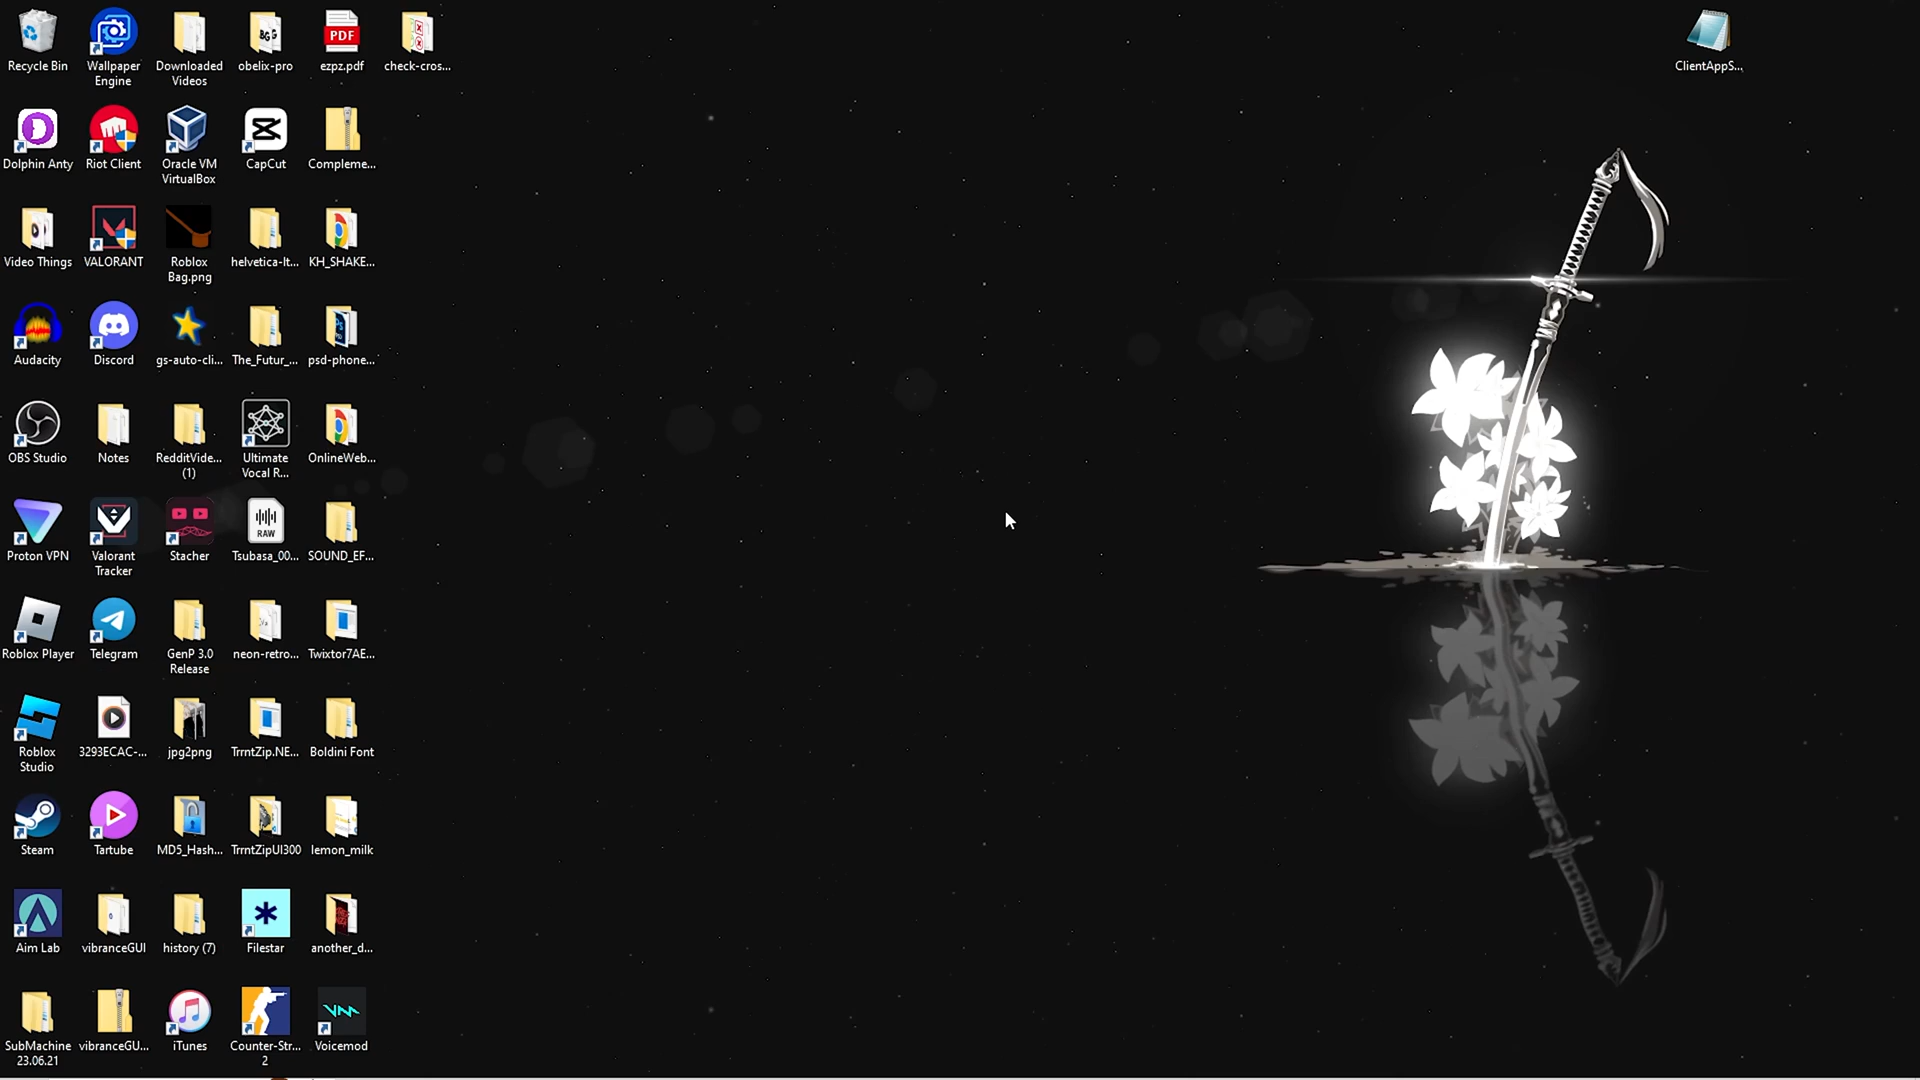 Recycle Bin
Wallpaper
Engine
Downloaded
Videos
obelix-pro
PDF
ezpz.pdf
check-cros...
ClientAppS...
Dolphin Anty
Riot Client
Oracle VM
VirtualBox
CapCut
Compleme...
Video Things
VALORANT
Roblox
Bag.png
helvetica-lt...
KH_SHAKE...
Audacity
Discord
gs-auto-cli...
The_Futur_...
psd-phone...
OBS Studio
Notes
RedditVide...
(1)
Ultimate
Vocal R...
OnlineWeb...
Proton VPN
Valorant
Tracker
Stacher
RAW
Tsubasa_00...
SOUND_EF...
Roblox Player
Telegram
GenP 3.0
Release
neon-retro...
Twixtor7AE...
Roblox
Studio
3293ECAC-...
jpg2png
TrrntZip.NE...
Boldini Font
Steam
Tartube
MD5_Hash...
TrrntZipUI300
lemon_milk
Aim Lab
vibranceGUI
history (7)
Filestar
another_d...
SubMachine
23.06.21
vibranceGU...
iTunes
Counter-Str...
2
Voicemod